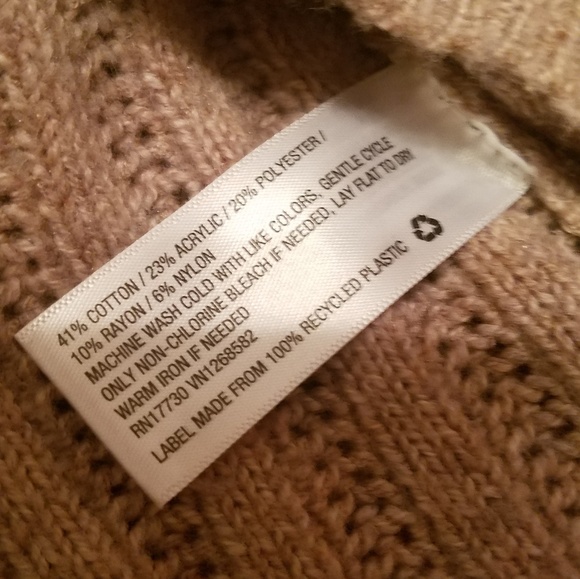 41% COTTON / 23% ACRYLIC / 20% POLYESTER /
10% RAYON / 6% NYLON
MACHINE WASH COLD WITH LIKE COLORS, GENTLE CYCLE
ONLY NON-CHLORINE BLEACH IF NEEDED, LAY FLAT TO DRY
WARM IRON IF NEEDED
RN17730 VN1268582
LABEL MADE FROM 100% RECYCLED PLASTIC